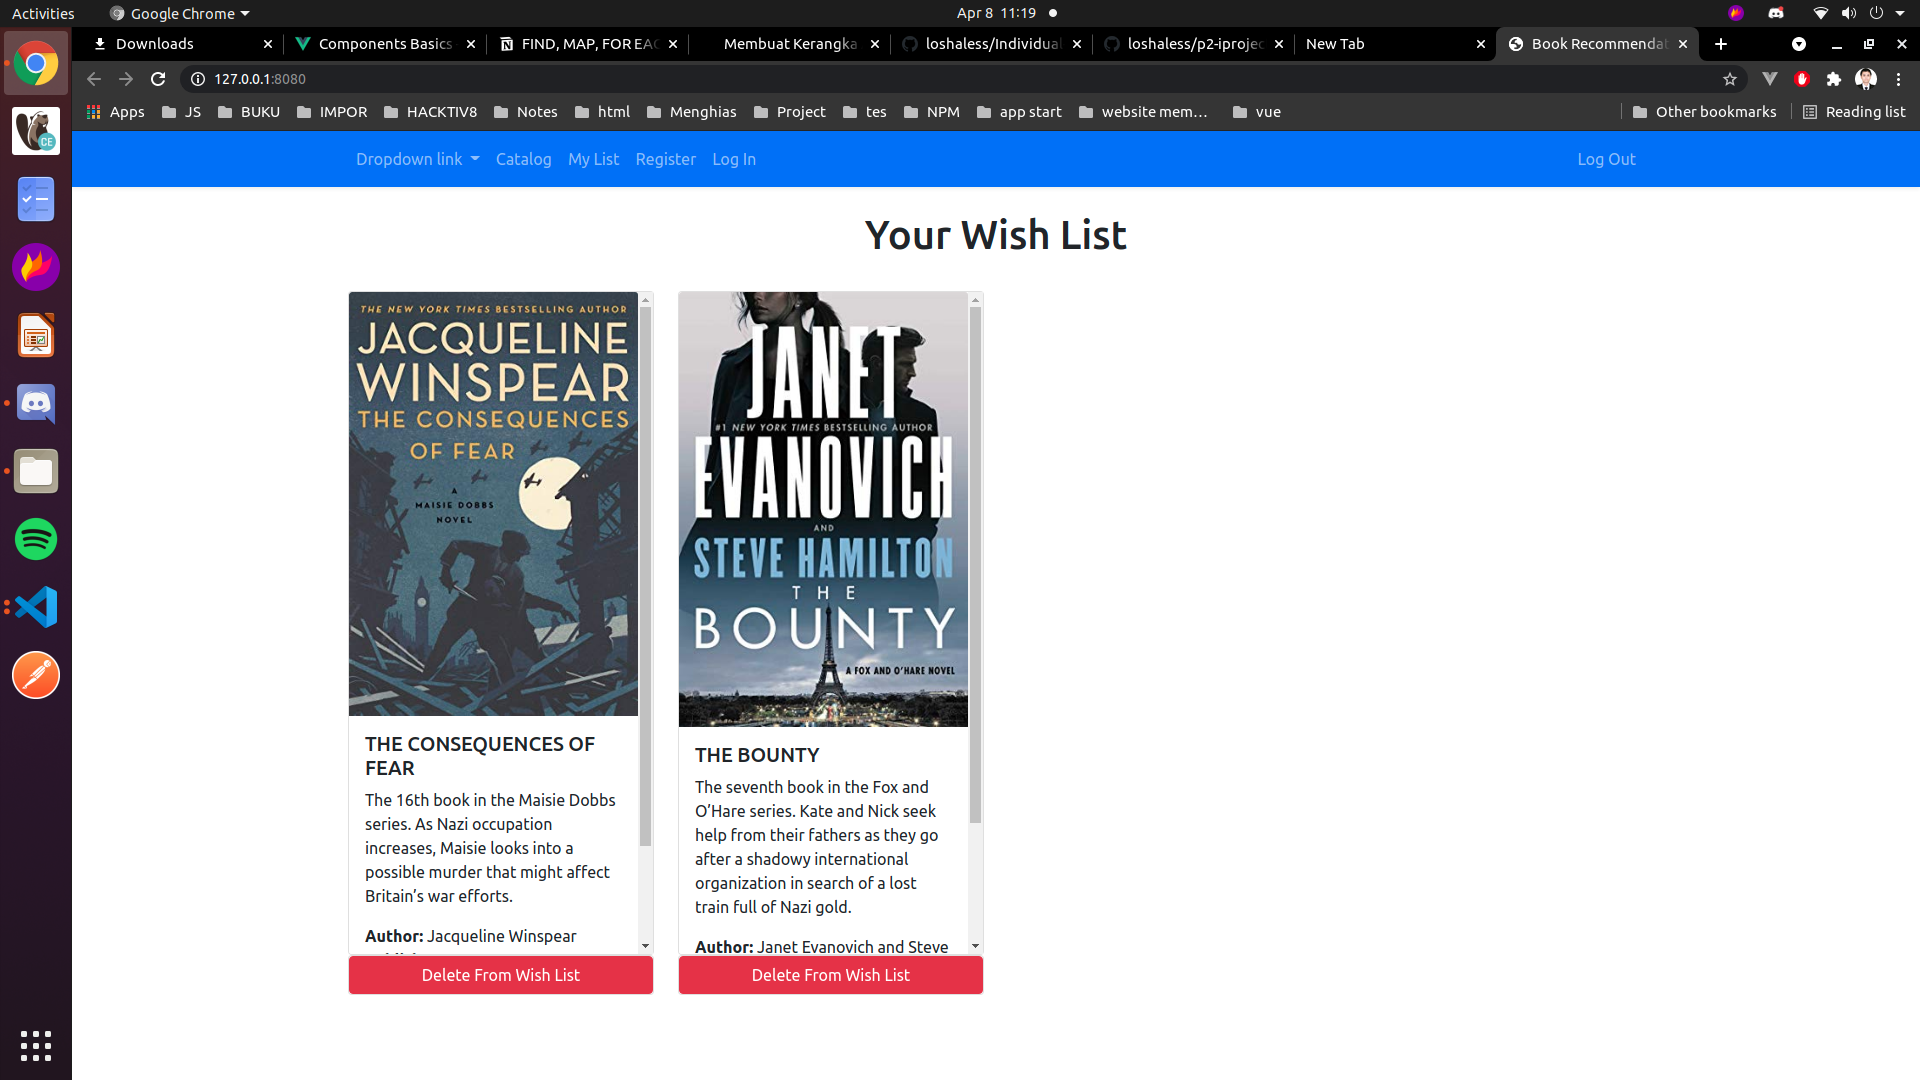 Activities
Google Chrome
Apr 8 11:19
Downloads
Components Basics
FIND, MAP, FOR EAC
Membuat Kerangka
loshaless/Individual
loshaless/p2-iprojec
New Tab
Book Recommendat
127.0.0.1:8080
Apps
JS
BUKU
IMPOR
HACKTIV8
Notes
html
Menghias
Project
tes
NPM
app start
website mem...
vue
Other bookmarks
Reading list
CE
Dropdown link
Catalog
My List
Register
Log In
Log Out
Your Wish List
THE NEW YORK TIMES BESTSELLING AUTHOR
JACQUELINE
WINSPEAR
THE CONSEQUENCES
OF FEAR
A
MAISIE DOBBS
NOVEL
THE CONSEQUENCES OF
FEAR
The 16th book in the Maisie Dobbs
series. As Nazi occupation
increases, Maisie looks into a
possible murder that might affect
Britain’s war efforts.
Author: Jacqueline Winspear
Delete From Wish List
JANET
#1 NEW YORK TIMES BESTSELLING AUTHOR
EVANOVICH
AND
STEVE HAMILTON
THE
BOUNTY
A FOX AND O'HARE NOVEL
THE BOUNTY
The seventh book in the Fox and
O’Hare series. Kate and Nick seek
help from their fathers as they go
after a shadowy international
organization in search of a lost
train full of Nazi gold.
Author: Janet Evanovich and Steve
Delete From Wish List